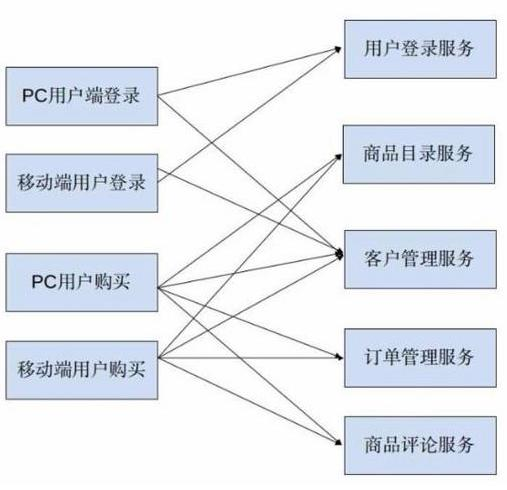 PC用户端登录
移动端用户登录
PC用户购买
移动端用户购买
用户登录服务
商品目录服务
客户管理服务
订单管理服务
商品评论服务